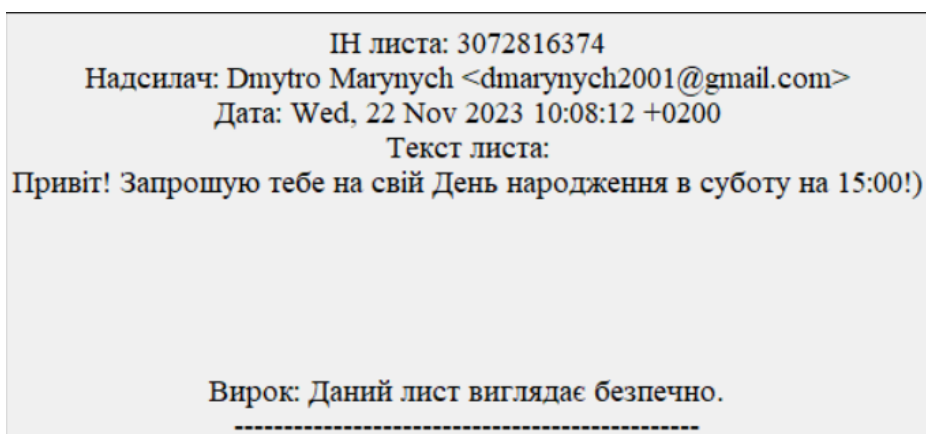 ІН листа: 3072816374
Надсилач: Dmytro Marynych <dmarynych2001@gmail.com>
Дата: Wed, 22 Nov 2023 10:08:12 +0200
Текст листа:
Привіт! Запрошую тебе на свій День народження в суботу на 15:00!)
Вирок: Даний лист виглядає безпечно.
-----------------------------------------------